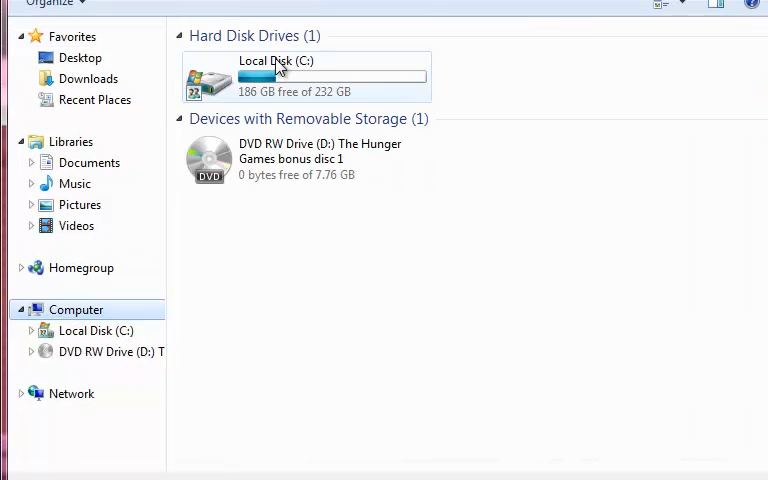 Organize
Favorites
Desktop
Downloads
Recent Places
Libraries
Documents
Music
Pictures
Videos
Homegroup
Computer
Local Disk (C:)
DVD RW Drive (D:) T
Network
Hard Disk Drives (1)
Local Disk (C:)
186 GB free of 232 GB
Devices with Removable Storage (1)
DVD RW Drive (D:) The Hunger
Games bonus disc 1
DVD
0 bytes free of 7.76 GB